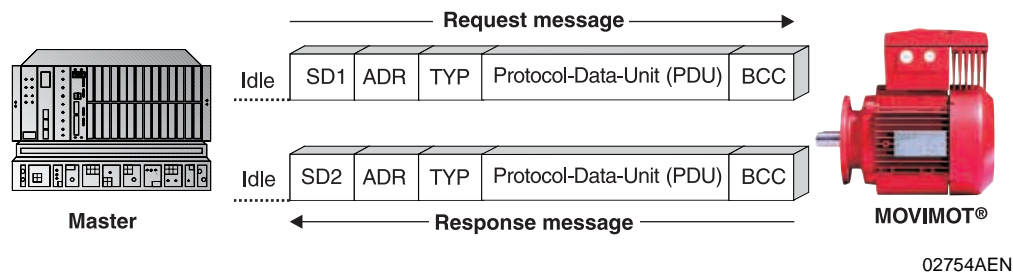 Request message
Idle SD1 ADR TYP Protocol-Data-Unit (PDU) BCC
Idle SD2 ADR TYP Protocol-Data-Unit (PDU) BCC
Master
Response message
MOVIMOT®
02754AEN